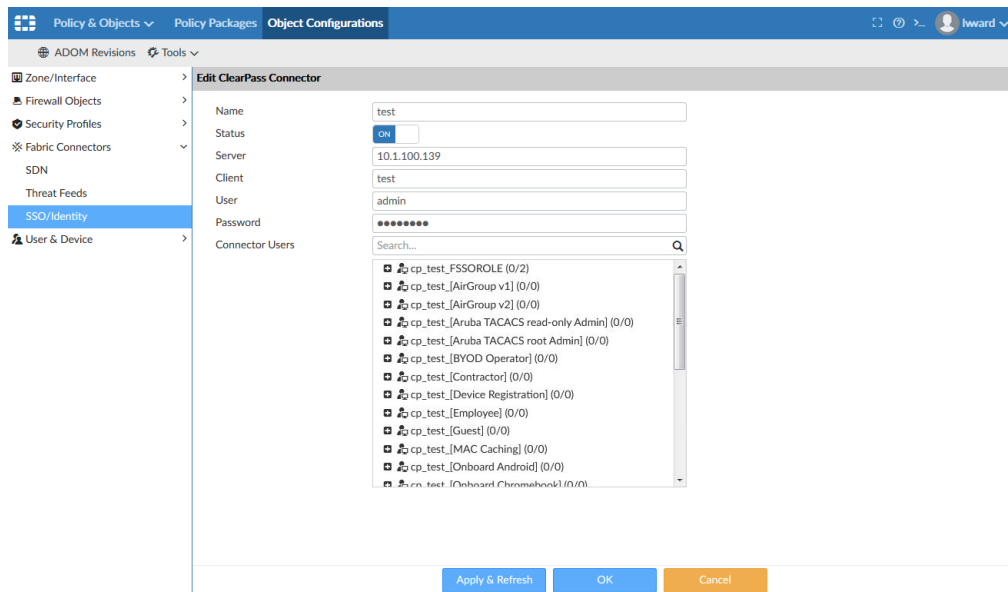 Policy & Objects Policy Packages Object Configurations >_ lward
ADOM Revisions Tools
Zone/Interface
Firewall Objects
Security Profiles
Fabric Connectors
SDN
Threat Feeds
SSO/Identity
User & Device
Edit ClearPass Connector
Name test
Status ON
Server 10.1.100.139
Client test
User admin
Password ●●●●●●●●
Connector Users Search...
cp_test_FSSOROLE (0/2)
cp_test_[AirGroup v1] (0/0)
cp_test_[AirGroup v2] (0/0)
cp_test_[Aruba TACACS read-only Admin] (0/0)
cp_test_[Aruba TACACS root Admin] (0/0)
cp_test_[BYOD Operator] (0/0)
cp_test_[Contractor] (0/0)
cp_test_[Device Registration] (0/0)
cp_test_[Employee] (0/0)
cp_test_[Guest] (0/0)
cp_test_[MAC Caching] (0/0)
cp_test_[Onboard Android] (0/0)
cp_test_[Onboard Chromebook] (0/0)
Apply & Refresh OK Cancel